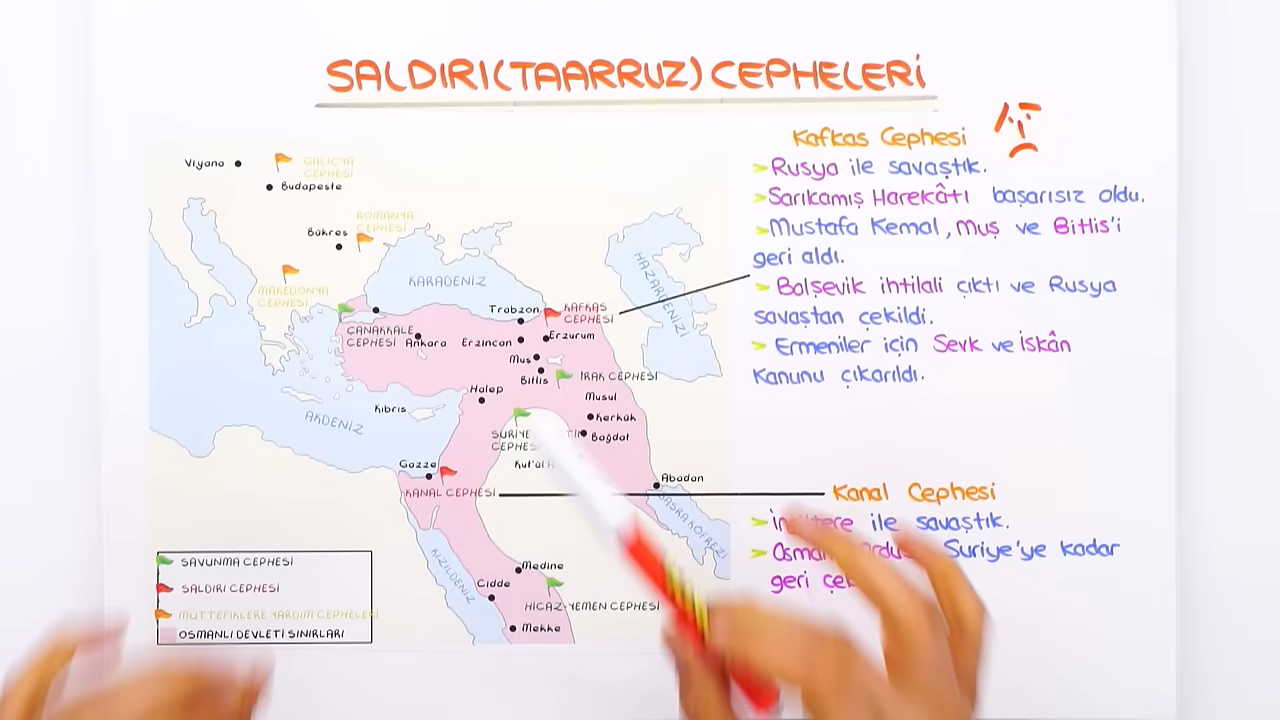 SALDIRI(TAARRUZ) CEPHELERİ
Viyana
GALİÇYA
CEPHESİ
Budapeşte
ROMANYA
CEPHESİ
Bükreş
MAKEDONYA
CEPHESİ
KARADENİZ
HAZAR DENİZİ
ÇANAKKALE
CEPHESİ
Ankara
Trabzon
KAFKAS
CEPHESİ
Erzincan
Erzurum
Muş
Bitlis
IRAK CEPHESİ
Musul
Halep
Kıbrıs
AKDENİZ
Kerkük
Bağdat
SURİYE
CEPHESİ
Kut'ül
Gazze
KANAL CEPHESİ
Abadan
BASRA KÖRFEZİ
KIZILDENİZ
Medine
Cidde
HİCAZ-YEMEN CEPHESİ
Mekke
SAVUNMA CEPHESİ
SALDIRI CEPHESİ
MÜTTEFİKLERE YARDIM CEPHELERİ
OSMANLI DEVLETİ SINIRLARI
Kafkas Cephesi
➤Rusya ile savaştık.
➤Sarıkamış Harekâtı başarısız oldu.
➤Mustafa Kemal, Muş ve Bitlis'i
geri aldı.
➤ Bolşevik ihtilali çıktı ve Rusya
savaştan çekildi.
➤ Ermeniler için Sevk ve İskân
Kanunu çıkarıldı.
Kanal Cephesi
➤ ile savaştık.
➤ Suriye'ye kadar
geri